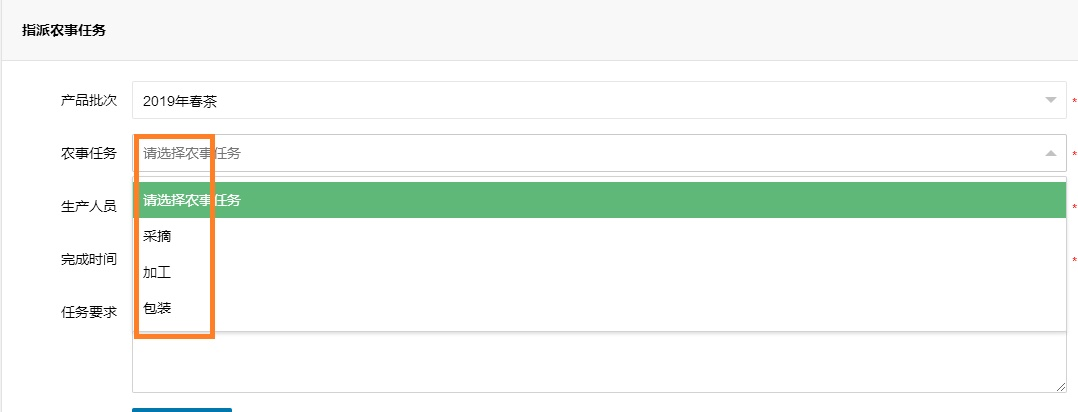 指派农事任务
产品批次
2019年春茶
*
农事任务
请选择农事任务
*
请选择农事任务
生产人员
*
采摘
完成时间
*
加工
任务要求
包装